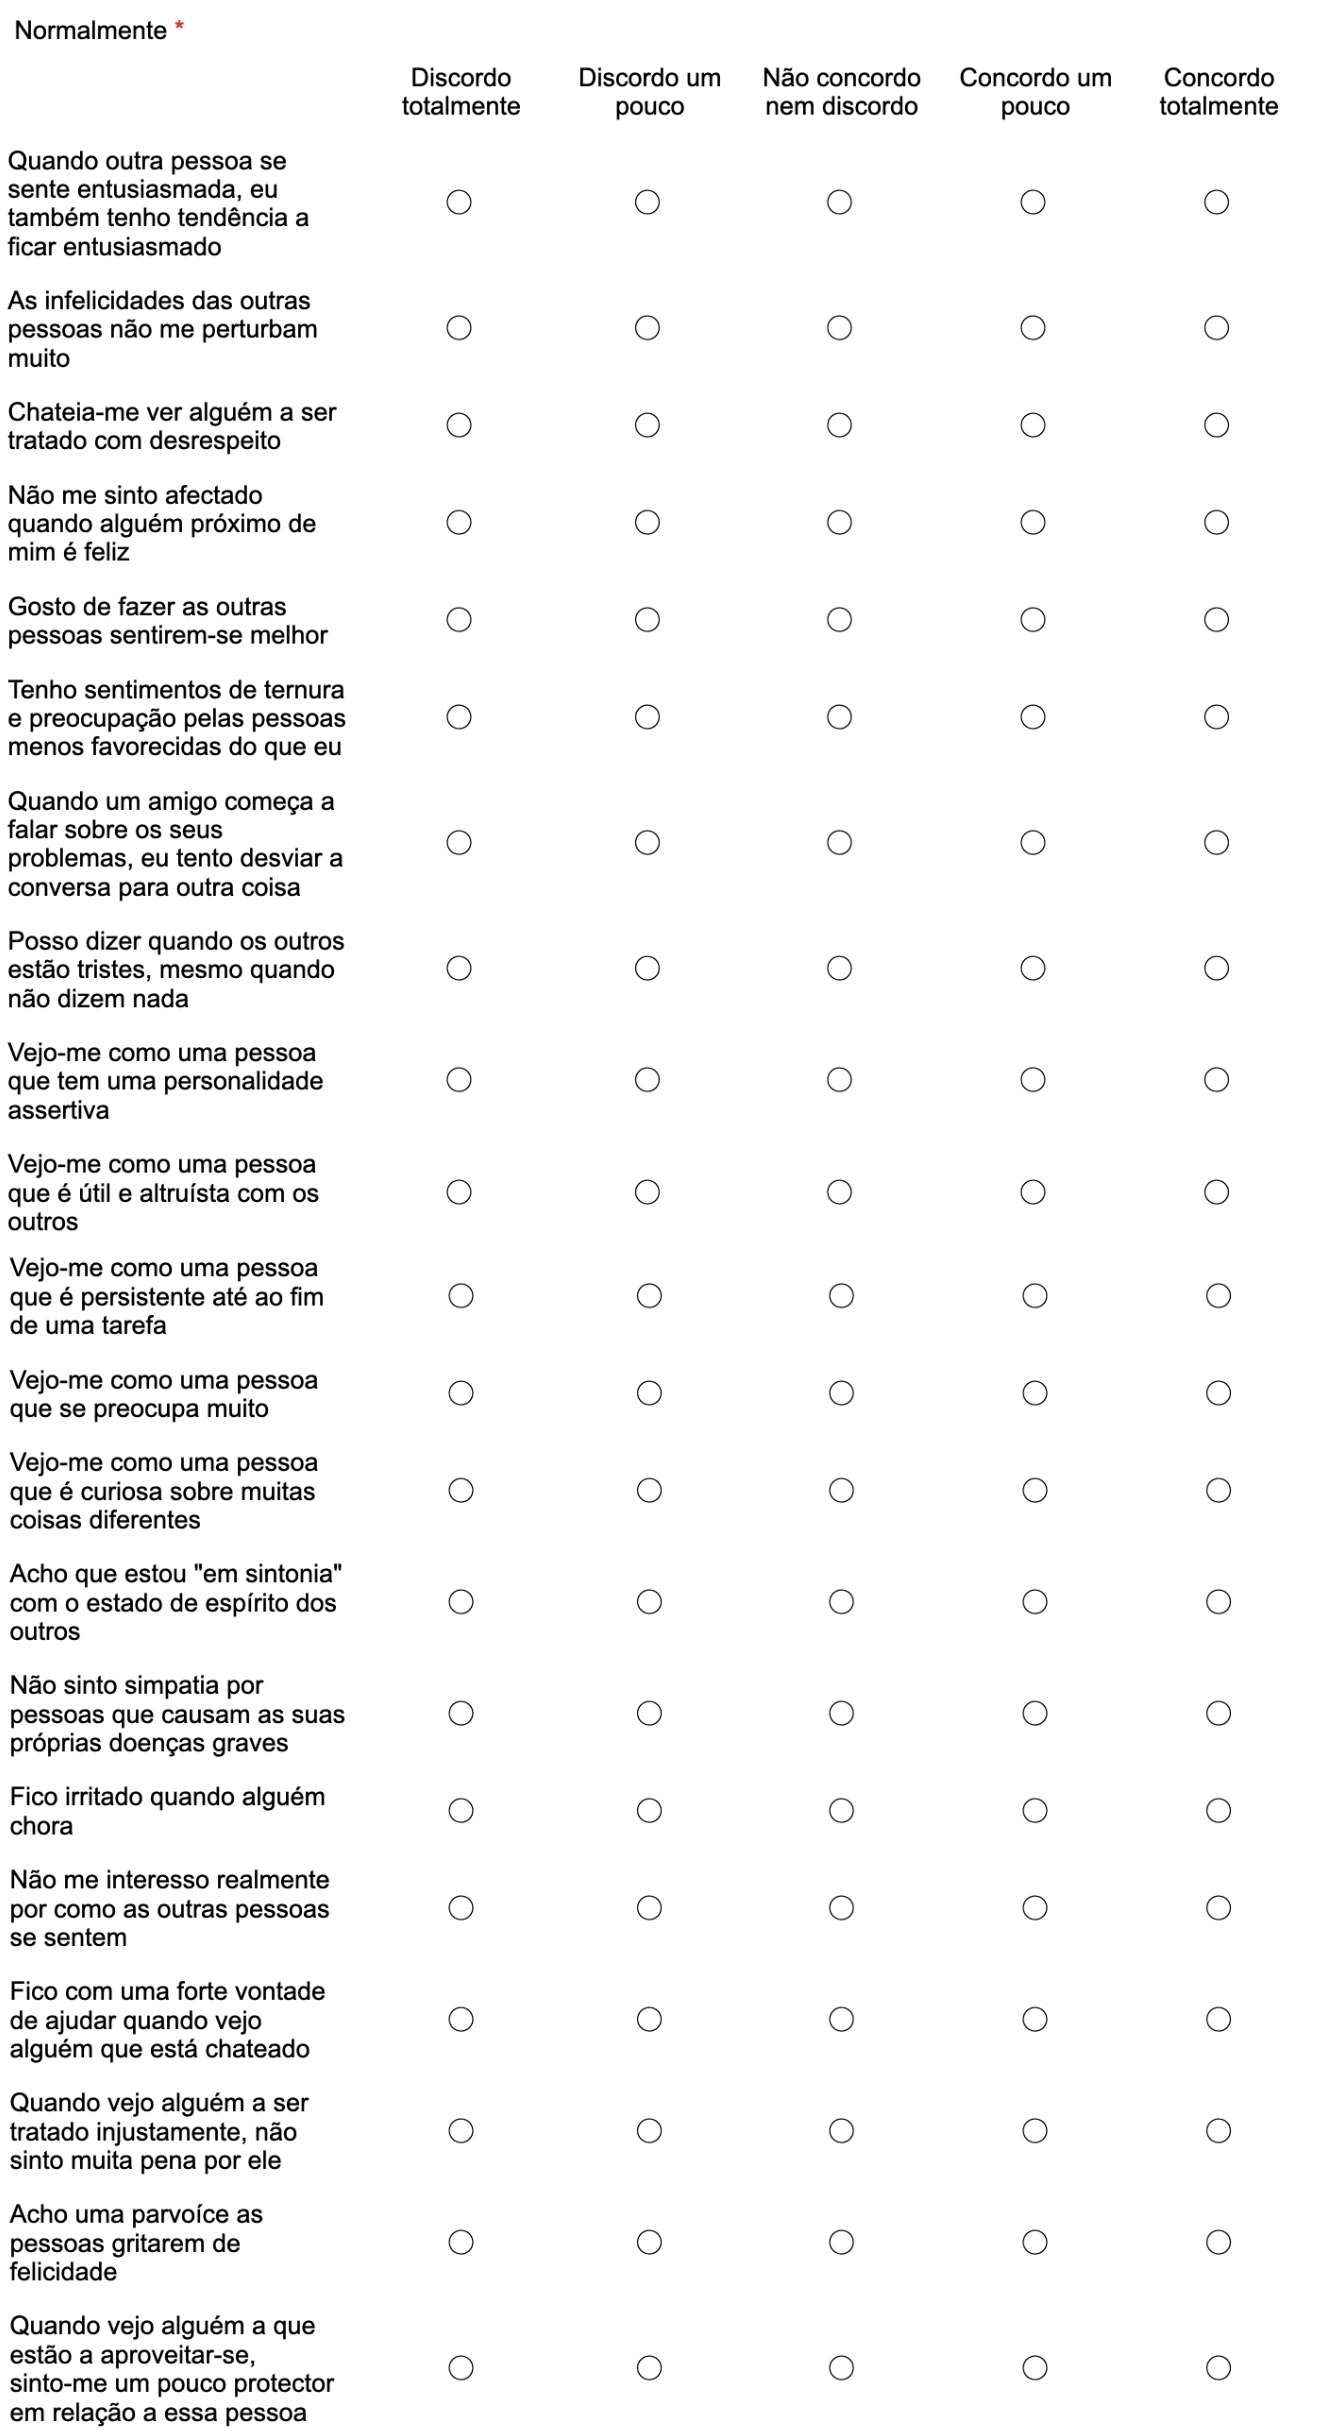 Normalmente *
Discordo totalmente
Discordo um pouco
Não concordo nem discordo
Concordo um pouco
Concordo totalmente
Quando outra pessoa se
sente entusiasmada, eu
também tenho tendência a
ficar entusiasmado
As infelicidades das outras
pessoas não me perturbam
muito
Chateia-me ver alguém a ser
tratado com desrespeito
Não me sinto afectado
quando alguém próximo de
mim é feliz
Gosto de fazer as outras
pessoas sentirem-se melhor
Tenho sentimentos de ternura
e preocupação pelas pessoas
menos favorecidas do que eu
Quando um amigo começa a
falar sobre os seus
problemas, eu tento desviar a
conversa para outra coisa
Posso dizer quando os outros
estão tristes, mesmo quando
não dizem nada
Vejo-me como uma pessoa
que tem uma personalidade
assertiva
Vejo-me como uma pessoa
que é útil e altruísta com os
outros
Vejo-me como uma pessoa
que é persistente até ao fim
de uma tarefa
Vejo-me como uma pessoa
que se preocupa muito
Vejo-me como uma pessoa
que é curiosa sobre muitas
coisas diferentes
Acho que estou "em sintonia"
com o estado de espírito dos
outros
Não sinto simpatia por
pessoas que causam as suas
próprias doenças graves
Fico irritado quando alguém
chora
Não me interesso realmente
por como as outras pessoas
se sentem
Fico com uma forte vontade
de ajudar quando vejo
alguém que está chateado
Quando vejo alguém a ser
tratado injustamente, não
sinto muita pena por ele
Acho uma parvoíce as
pessoas gritarem de
felicidade
Quando vejo alguém a que
estão a aproveitar-se,
sinto-me um pouco protector
em relação a essa pessoa